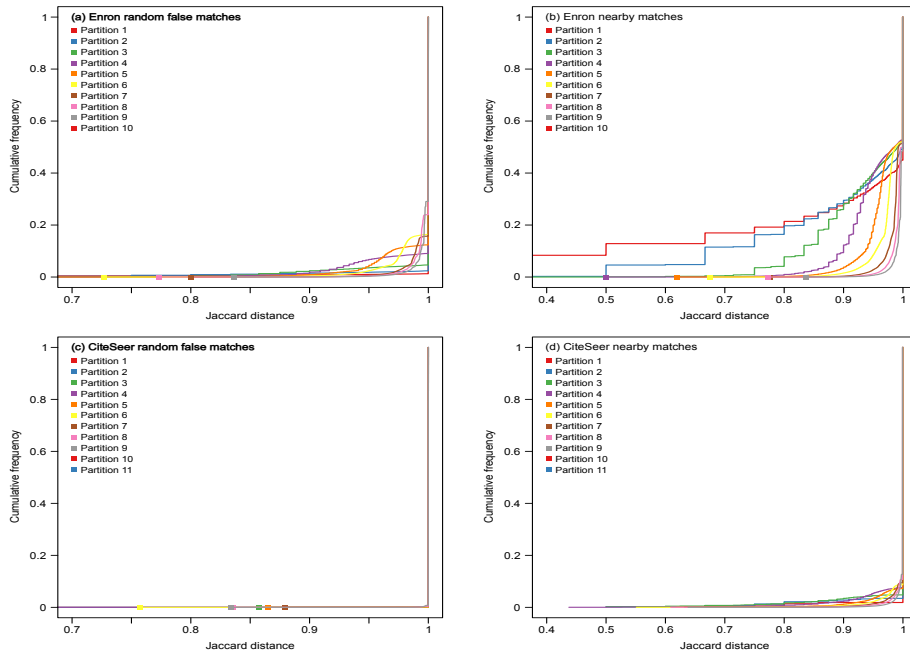 (a) Enron random false matches
Partition 1
Partition 2
Partition 3
Partition 4
Partition 5
Partition 6
Partition 7
Partition 8
Partition 9
Partition 10
Cumulative frequency
1
0.8
0.6
0.4
0.2
0
0.7
0.8
0.9
1
Jaccard distance
(b) Enron nearby matches
Partition 1
Partition 2
Partition 3
Partition 4
Partition 5
Partition 6
Partition 7
Partition 8
Partition 9
Partition 10
Cumulative frequency
1
0.8
0.6
0.4
0.2
0
0.4
0.5
0.6
0.7
0.8
0.9
1
Jaccard distance
(c) CiteSeer random false matches
Partition 1
Partition 2
Partition 3
Partition 4
Partition 5
Partition 6
Partition 7
Partition 8
Partition 9
Partition 10
Partition 11
Cumulative frequency
1
0.8
0.6
0.4
0.2
0
0.7
0.8
0.9
1
Jaccard distance
(d) CiteSeer nearby matches
Partition 1
Partition 2
Partition 3
Partition 4
Partition 5
Partition 6
Partition 7
Partition 8
Partition 9
Partition 10
Partition 11
Cumulative frequency
1
0.8
0.6
0.4
0.2
0
0.4
0.5
0.6
0.7
0.8
0.9
1
Jaccard distance